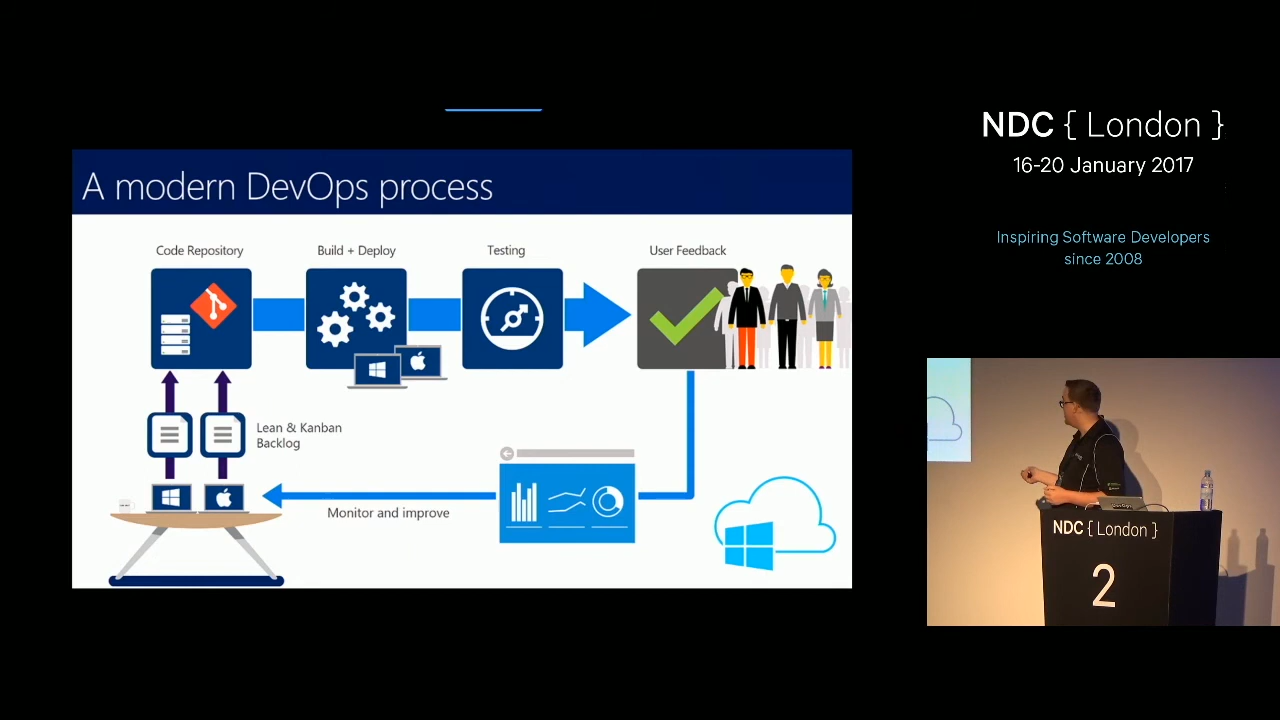 A modern DevOps process
Code Repository
Build + Deploy
Testing
User Feedback
Lean & Kanban
Backlog
Monitor and improve
NDC { London }
16-20 January 2017
Inspiring Software Developers
since 2008
NDC { London }
2